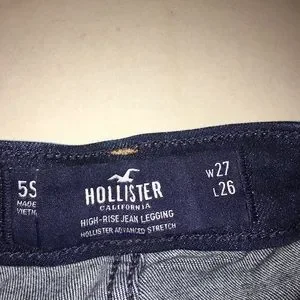 5S
MADE
VIETN
HOLLISTER
CALIFORNIA
HIGH-RISE JEAN LEGGING
HOLLISTER ADVANCED STRETCH
W27
L26